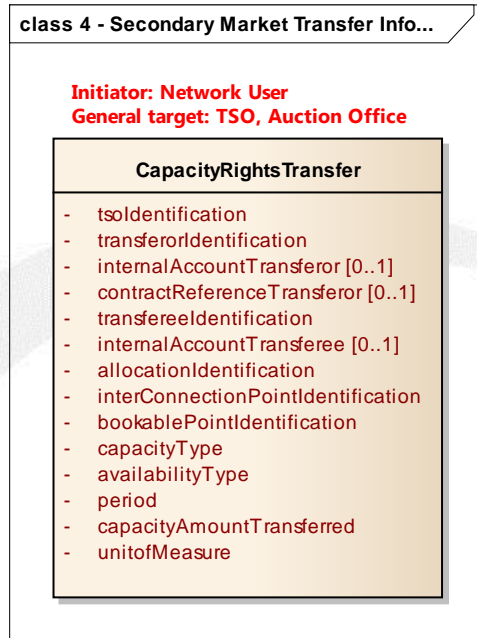 class 4 - Secondary Market Transfer Info...
Initiator: Network User
General target: TSO, Auction Office
CapacityRightsTransfer
- tsoIdentification
- transferorIdentification
- internalAccountTransferor [0..1]
- contractReferenceTransferor [0..1]
- transfereeIdentification
- internalAccountTransferee [0..1]
- allocationIdentification
- interConnectionPointIdentification
- bookablePointIdentification
- capacityType
- availabilityType
- period
- capacityAmountTransferred
- unitofMeasure